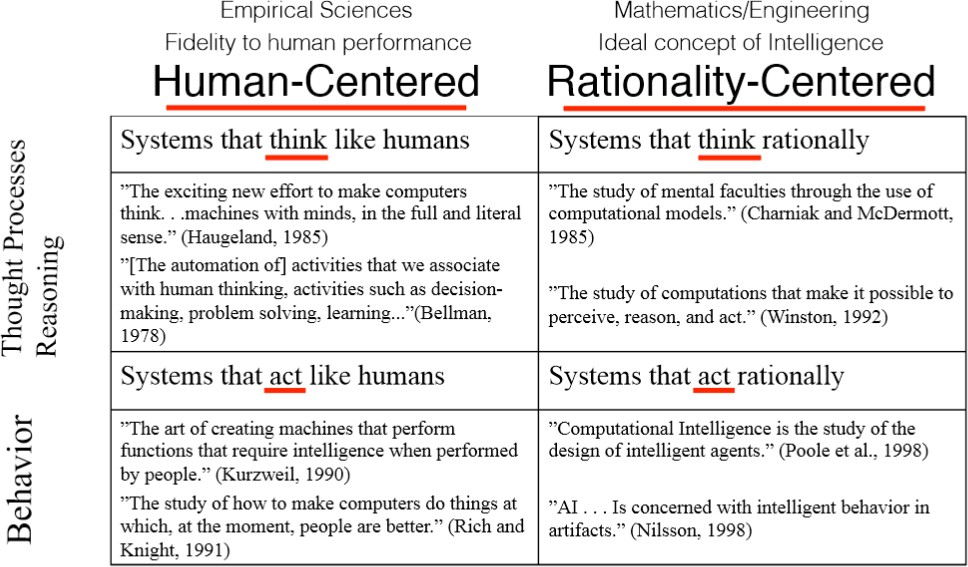 Empirical Sciences
Fidelity to human performance
Human-Centered
Mathematics/Engineering
Ideal concept of Intelligence
Rationality-Centered
Thought Processes
Reasoning
Systems that think like humans
”The exciting new effort to make computers
think. . .machines with minds, in the full and literal
sense.” (Haugeland, 1985)
”[The automation of] activities that we associate
with human thinking, activities such as decision-
making, problem solving, learning...”(Bellman,
1978)
Systems that think rationally
”The study of mental faculties through the use of
computational models.” (Charniak and McDermott,
1985)
”The study of computations that make it possible to
perceive, reason, and act.” (Winston, 1992)
Behavior
Systems that act like humans
”The art of creating machines that perform
functions that require intelligence when performed
by people.” (Kurzweil, 1990)
”The study of how to make computers do things at
which, at the moment, people are better.” (Rich and
Knight, 1991)
Systems that act rationally
”Computational Intelligence is the study of the
design of intelligent agents.” (Poole et al., 1998)
”AI . . . Is concerned with intelligent behavior in
artifacts.” (Nilsson, 1998)